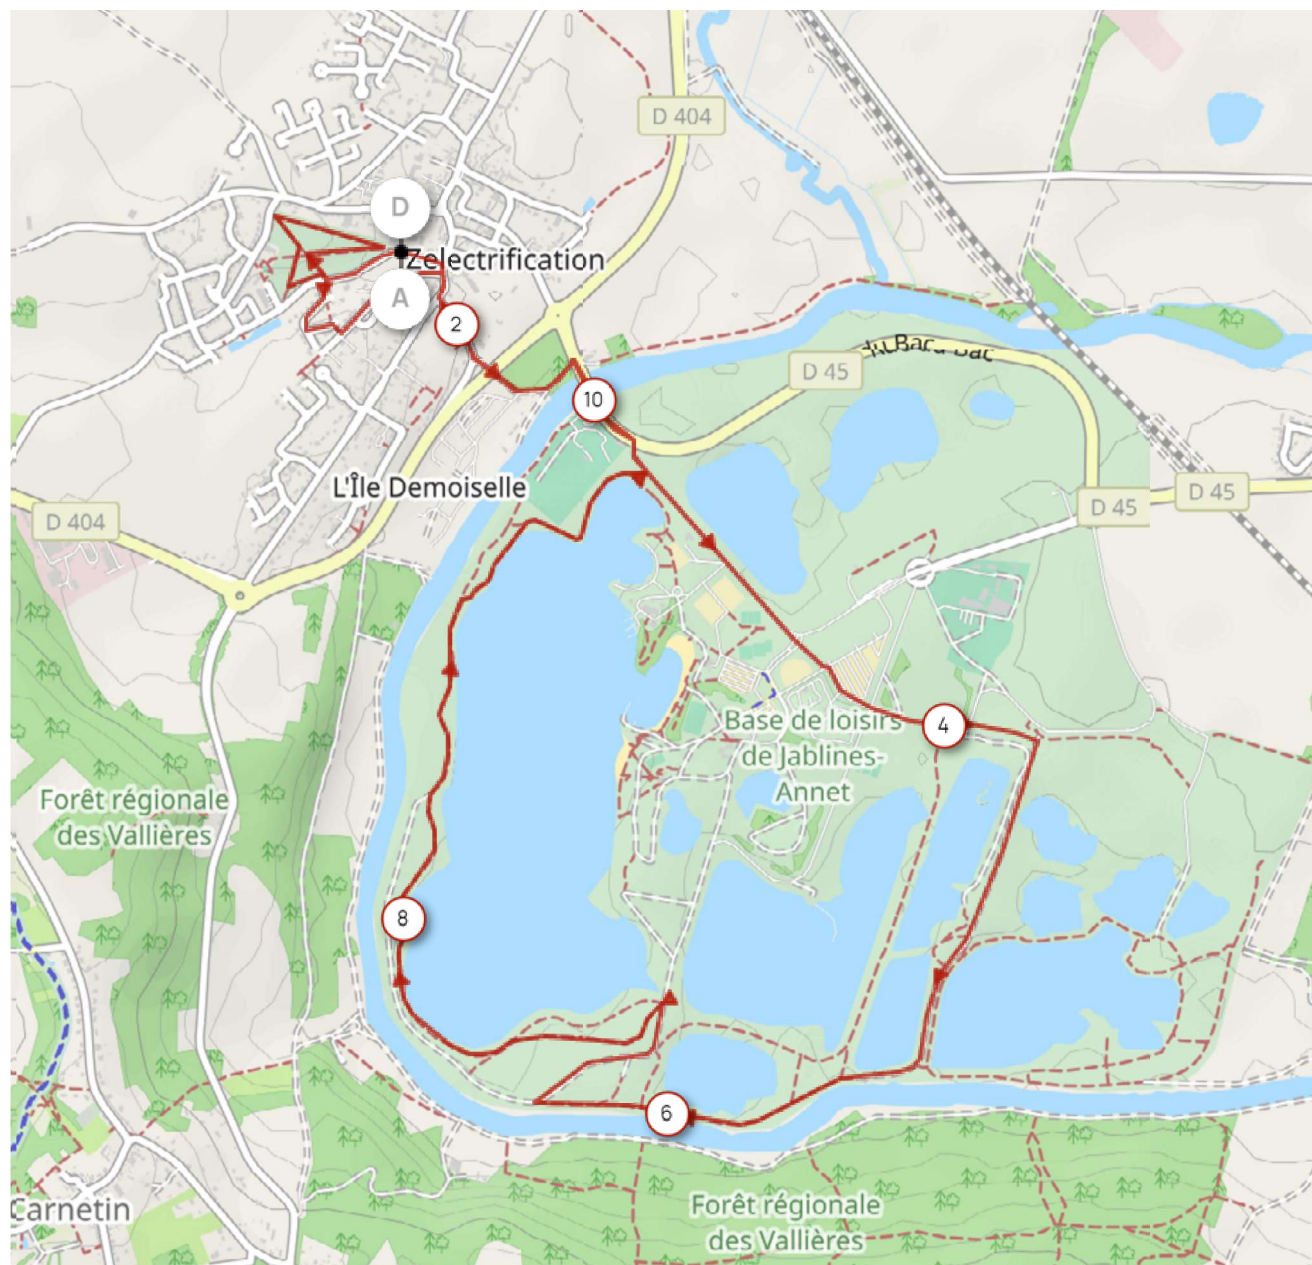 D 404
D
Zelectrification
A
2
D 45
10
L'Île Demoiselle
D 45
D 45
D 404
4
Base de loisirs
de Jablines-
Annet
Forêt régionale
des Vallières
8
6
Carnetin
Forêt régionale
des Vallières